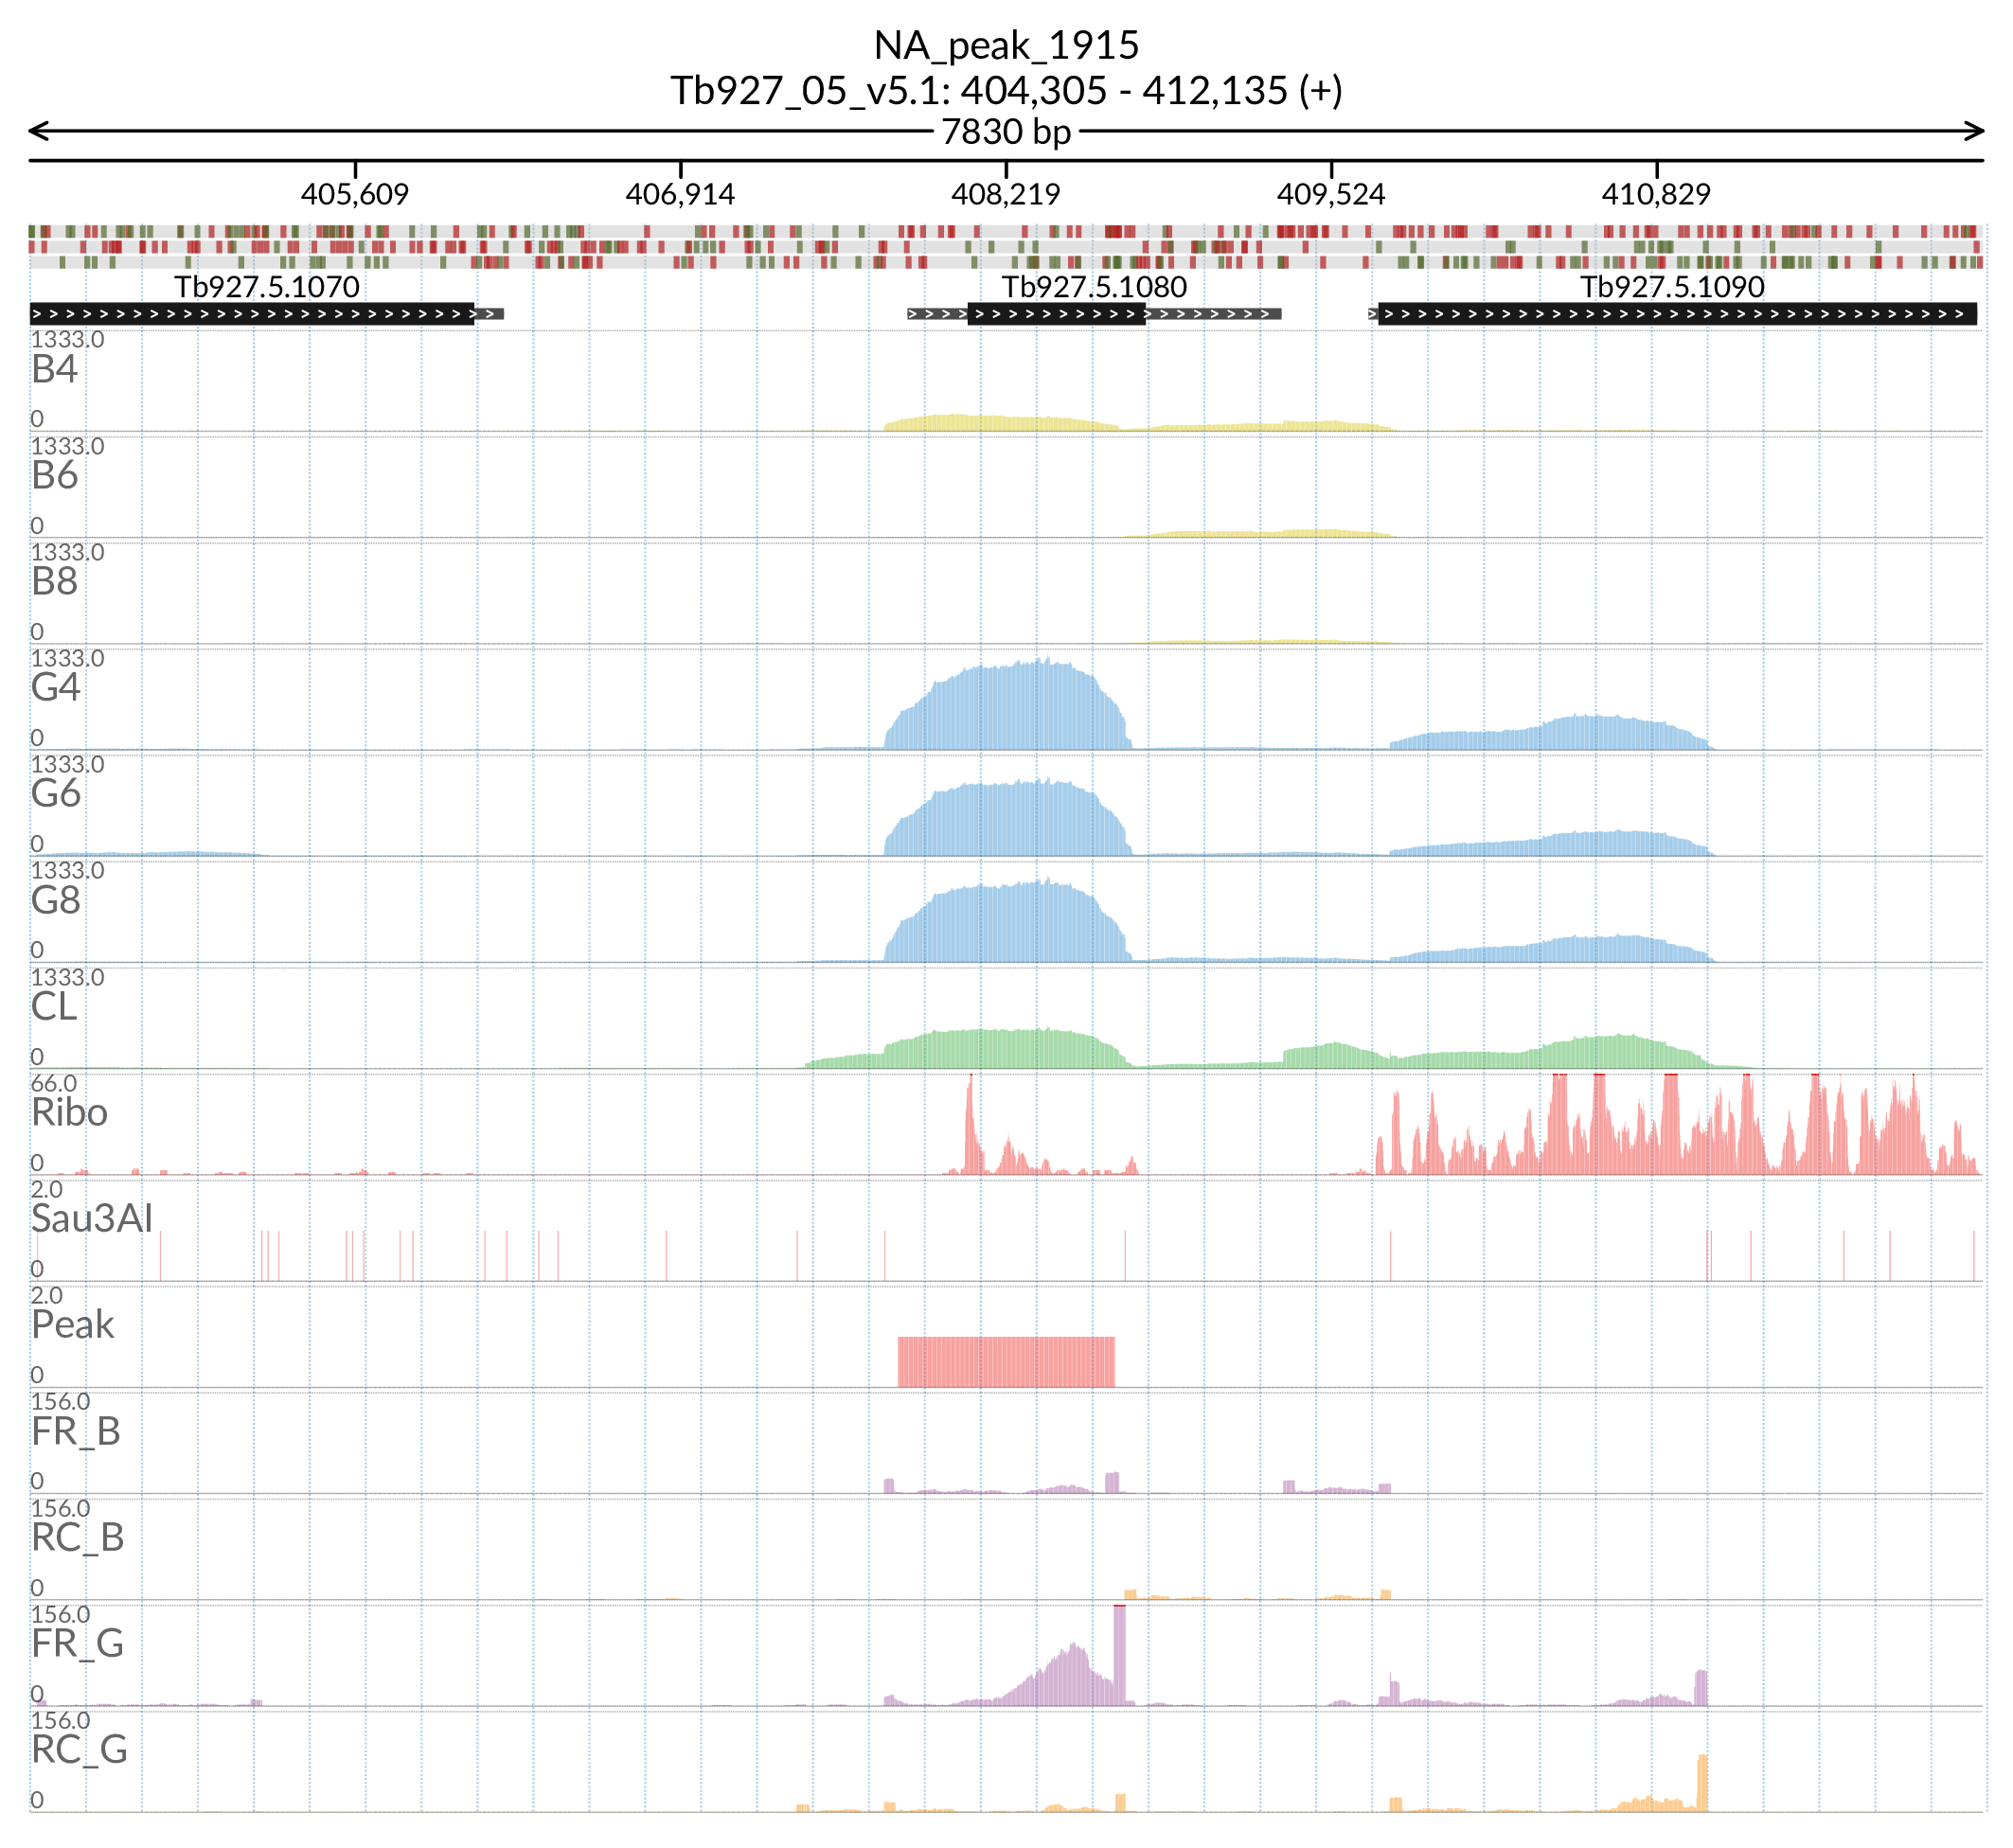 NA_peak_1915
Tb927_05_v5.1: 404,305 - 412,135 (+)
7830 bp
405,609 406,914 408,219 409,524 410,829
Tb927.5.1070 Tb927.5.1080 Tb927.5.1090
1333.0
B4
0
1333.0
B6
0
1333.0
B8
0
1333.0
G4
0
1333.0
G6
0
1333.0
G8
0
1333.0
CL
0
66.0
Ribo
0
2.0
Sau3AI
0
2.0
Peak
0
156.0
FR_B
0
156.0
RC_B
0
156.0
FR_G
0
156.0
RC_G
0